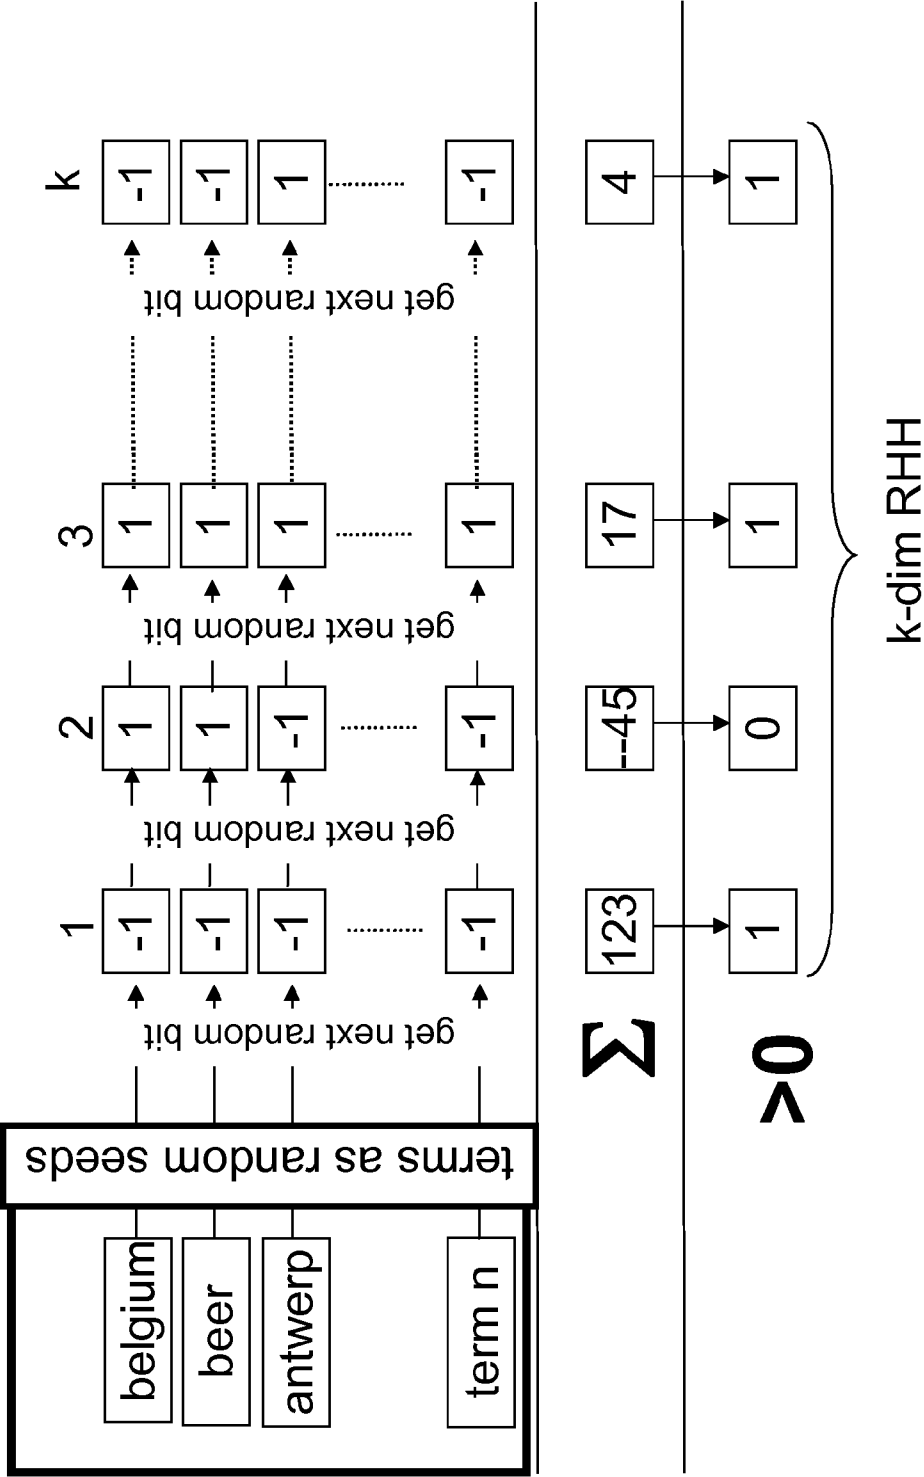 1 2 3 k
belgium -1 1 1 -1
beer -1 1 1 -1
antwerp -1 -1 1 1
term n -1 -1 1 -1
terms as random seeds
get next random bit
get next random bit
get next random bit
get next random bit
Σ 123 --45 17 4
>0 1 0 1 1
k-dim RHH